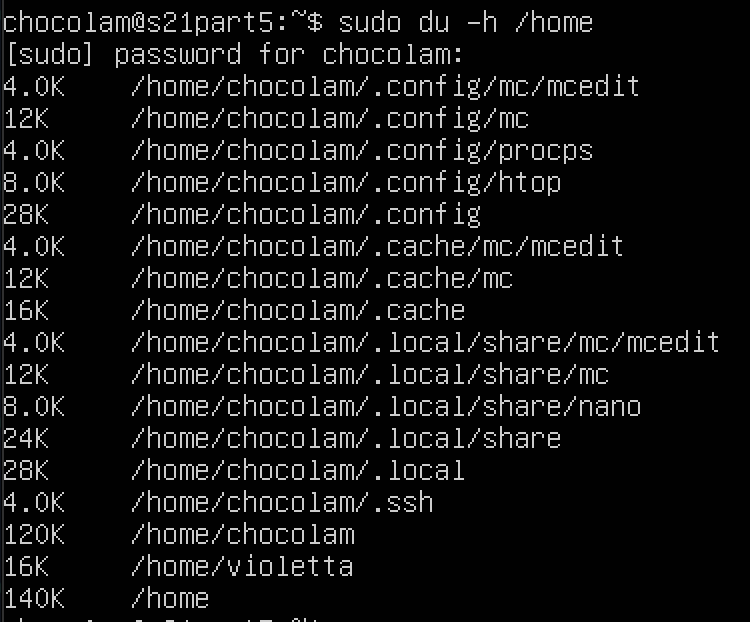 chocolam@s21part5:~$ sudo du -h /home
[sudo] password for chocolam:
4.0K /home/chocolam/.config/mc/mcedit
12K /home/chocolam/.config/mc
4.0K /home/chocolam/.config/procps
8.0K /home/chocolam/.config/htop
28K /home/chocolam/.config
4.0K /home/chocolam/.cache/mc/mcedit
12K /home/chocolam/.cache/mc
16K /home/chocolam/.cache
4.0K /home/chocolam/.local/share/mc/mcedit
12K /home/chocolam/.local/share/mc
8.0K /home/chocolam/.local/share/nano
24K /home/chocolam/.local/share
28K /home/chocolam/.local
4.0K /home/chocolam/.ssh
120K /home/chocolam
16K /home/violetta
140K /home